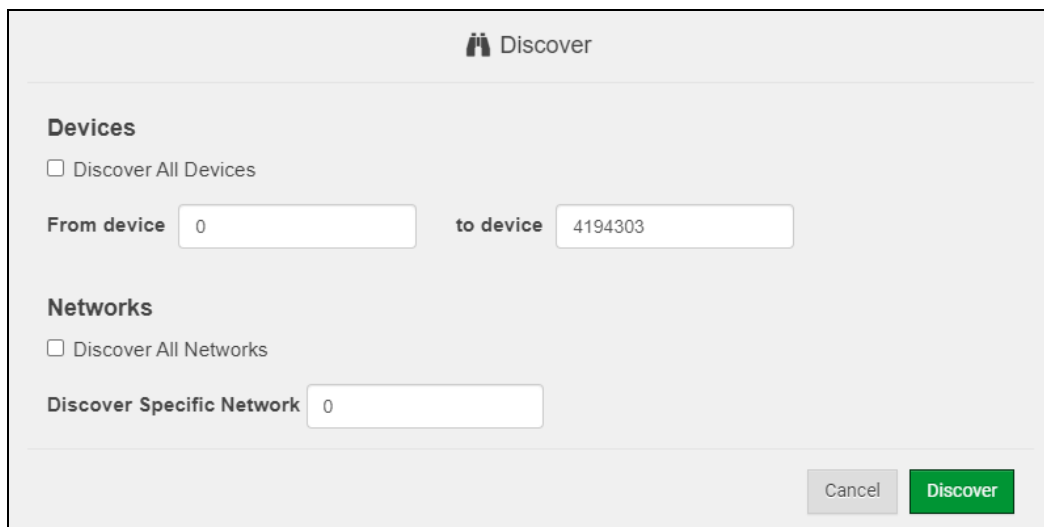 Discover
Devices
Discover All Devices
From device 0 to device 4194303
Networks
Discover All Networks
Discover Specific Network 0
Cancel Discover